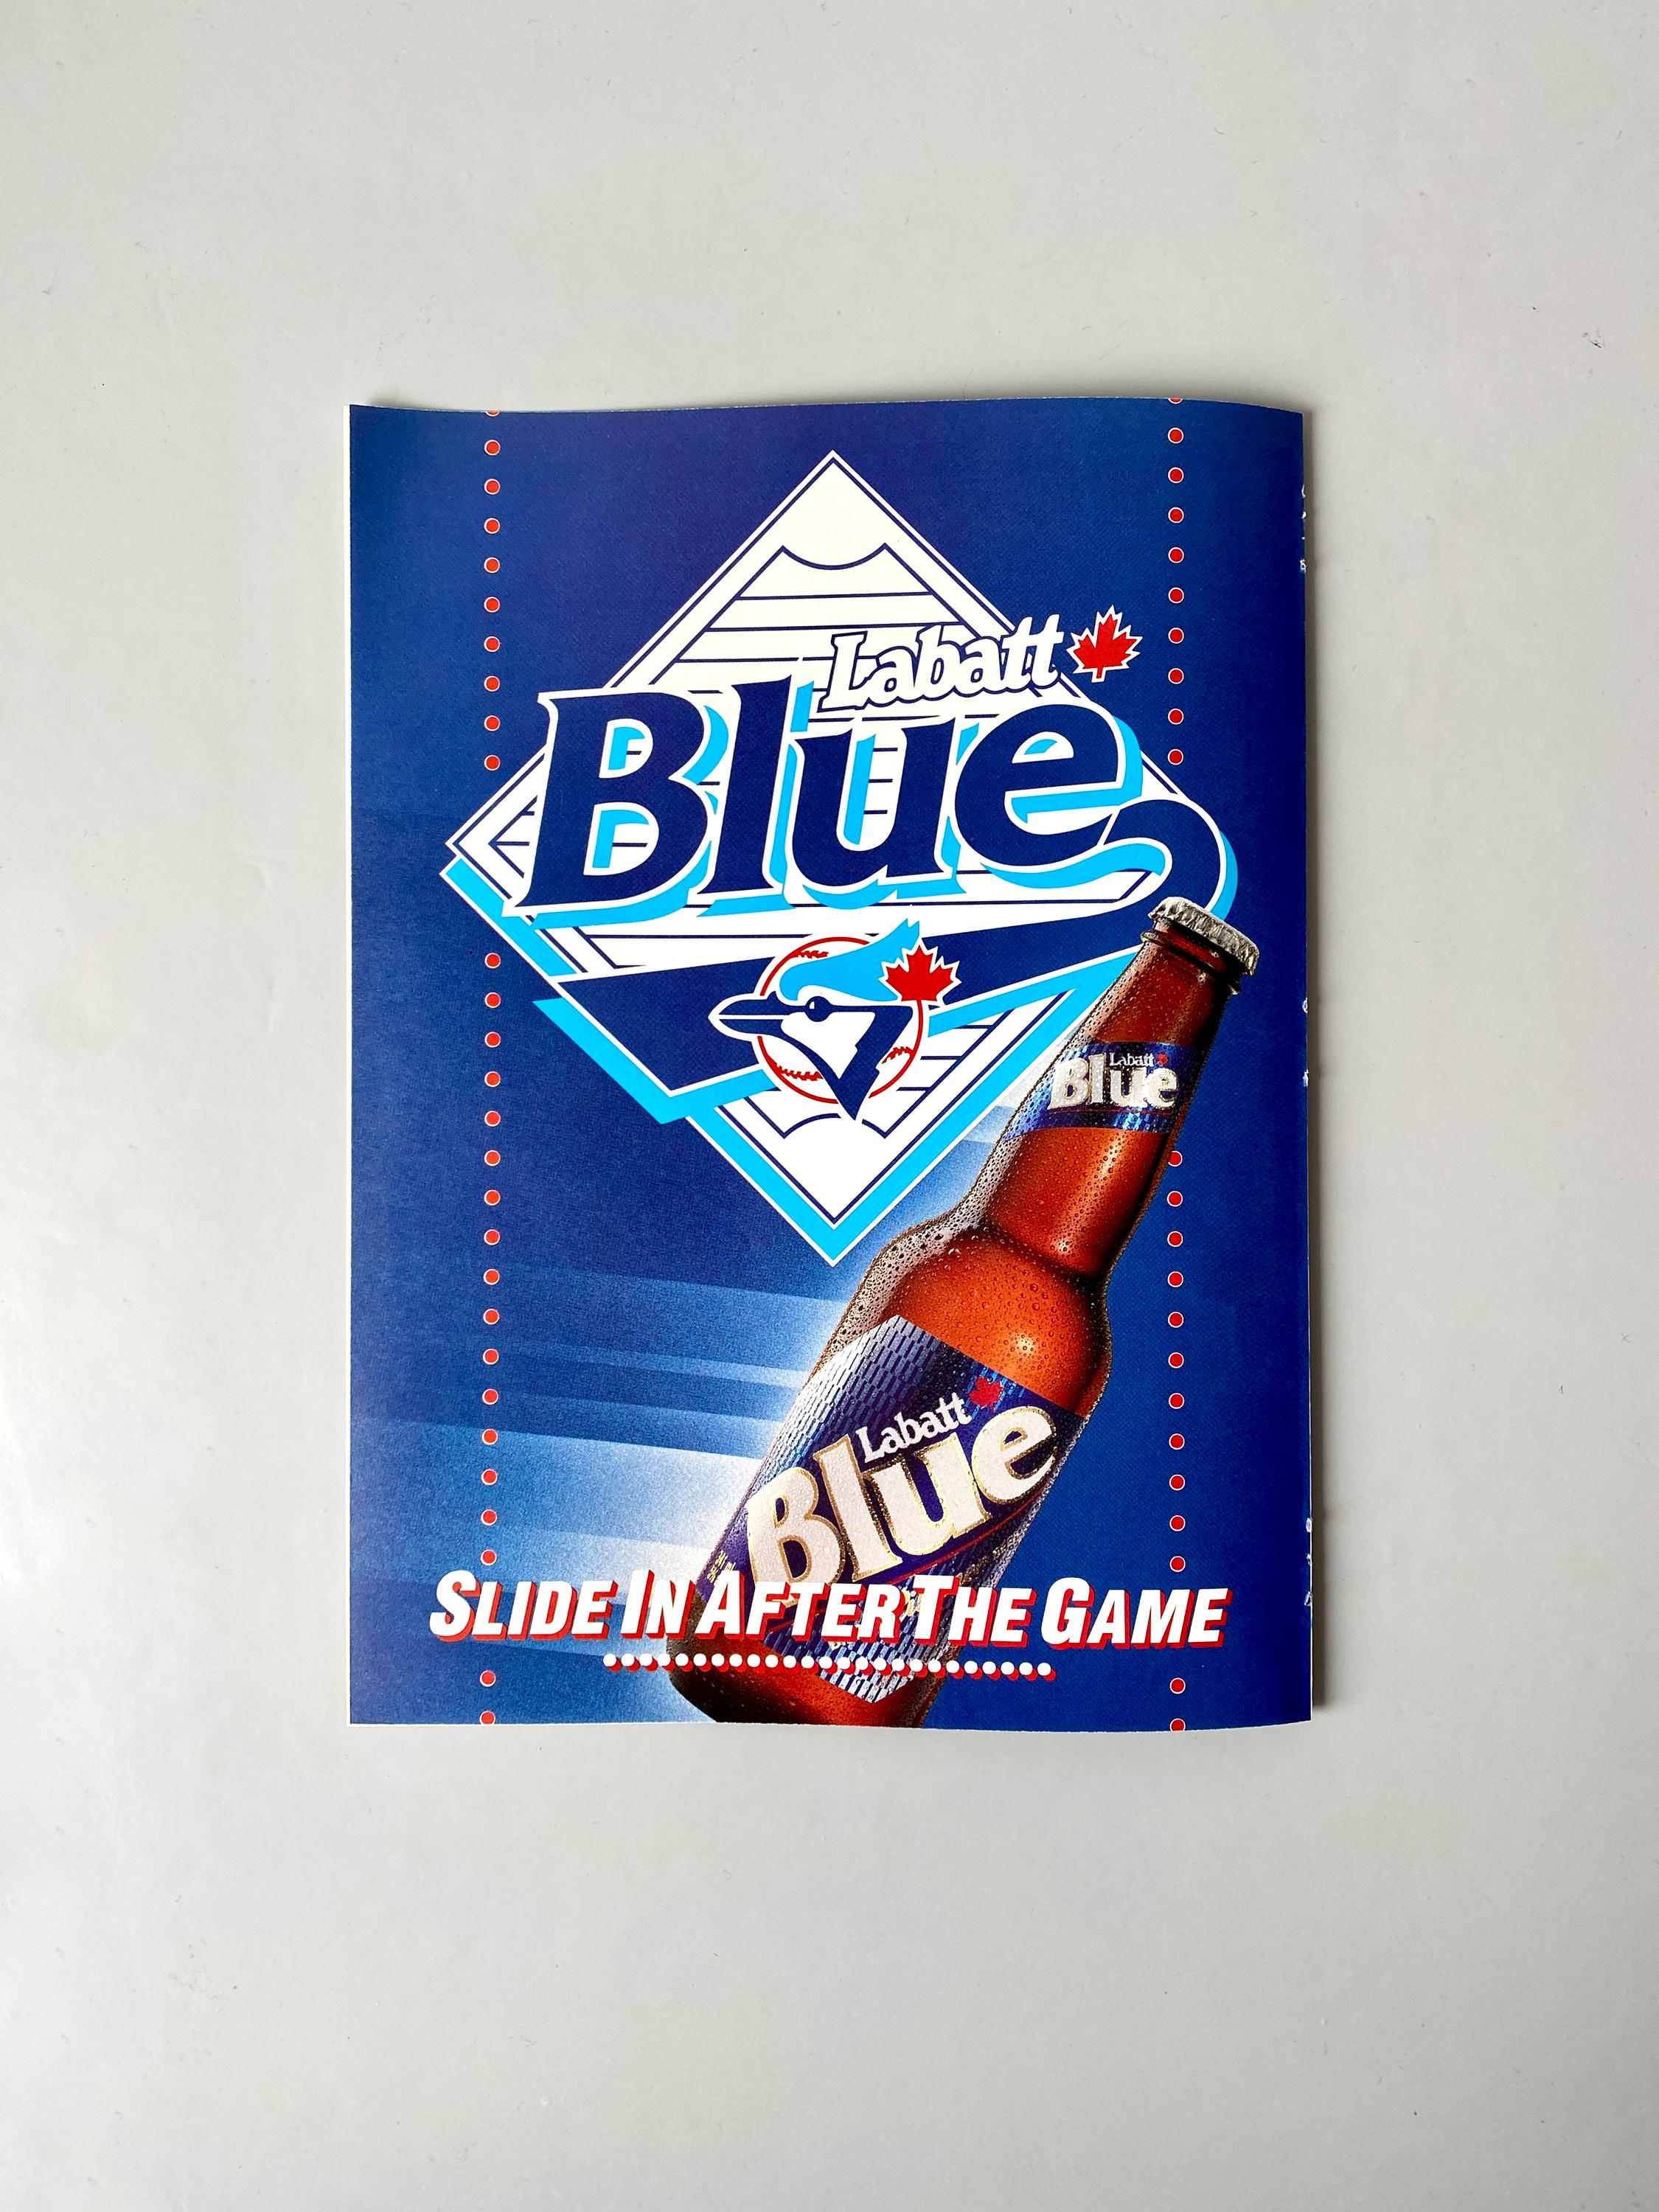 Labatt
Blue
Labatt
Blue
Labatt
Blue
SLIDE IN AFTER THE GAME